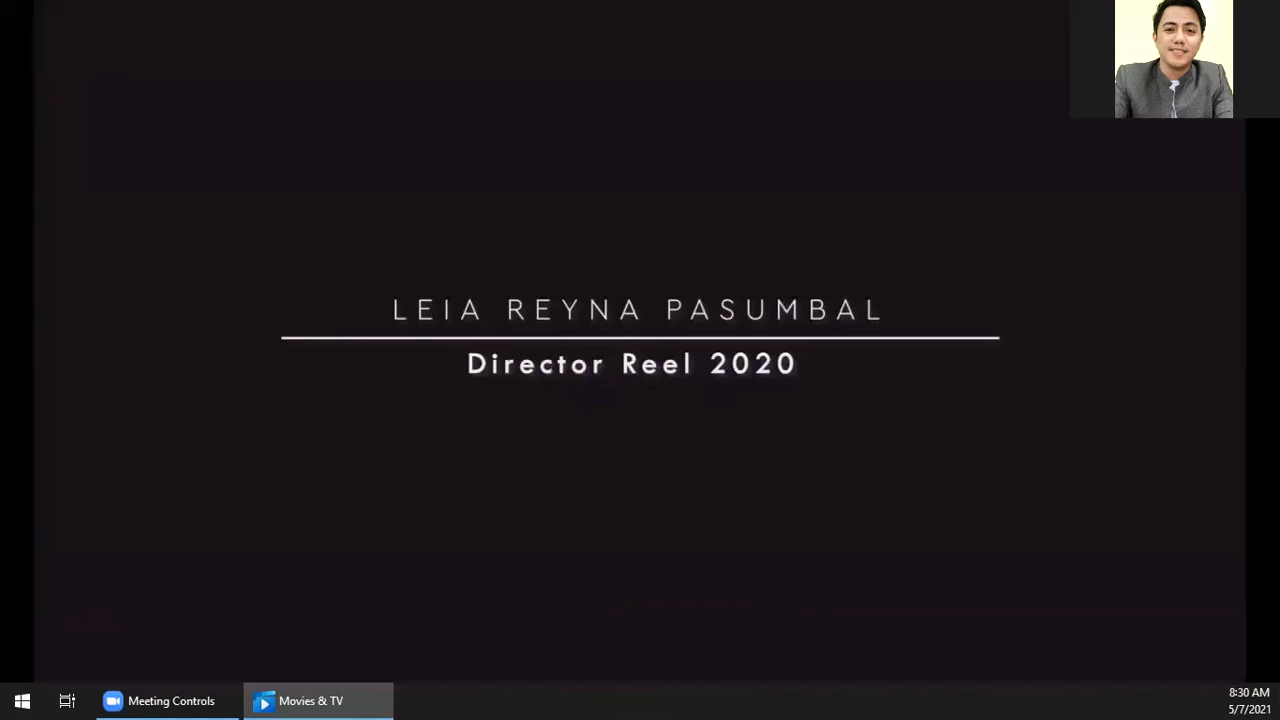 LEIA REYNA PASUMBAL
Director Reel 2020
Meeting Controls
Movies & TV
8:30 AM
5/7/2021